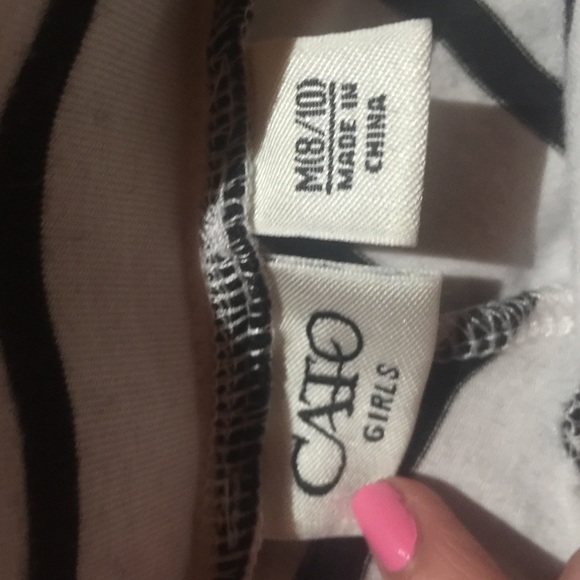 CATO
GIRLS
M(8/10)
MADE IN
CHINA